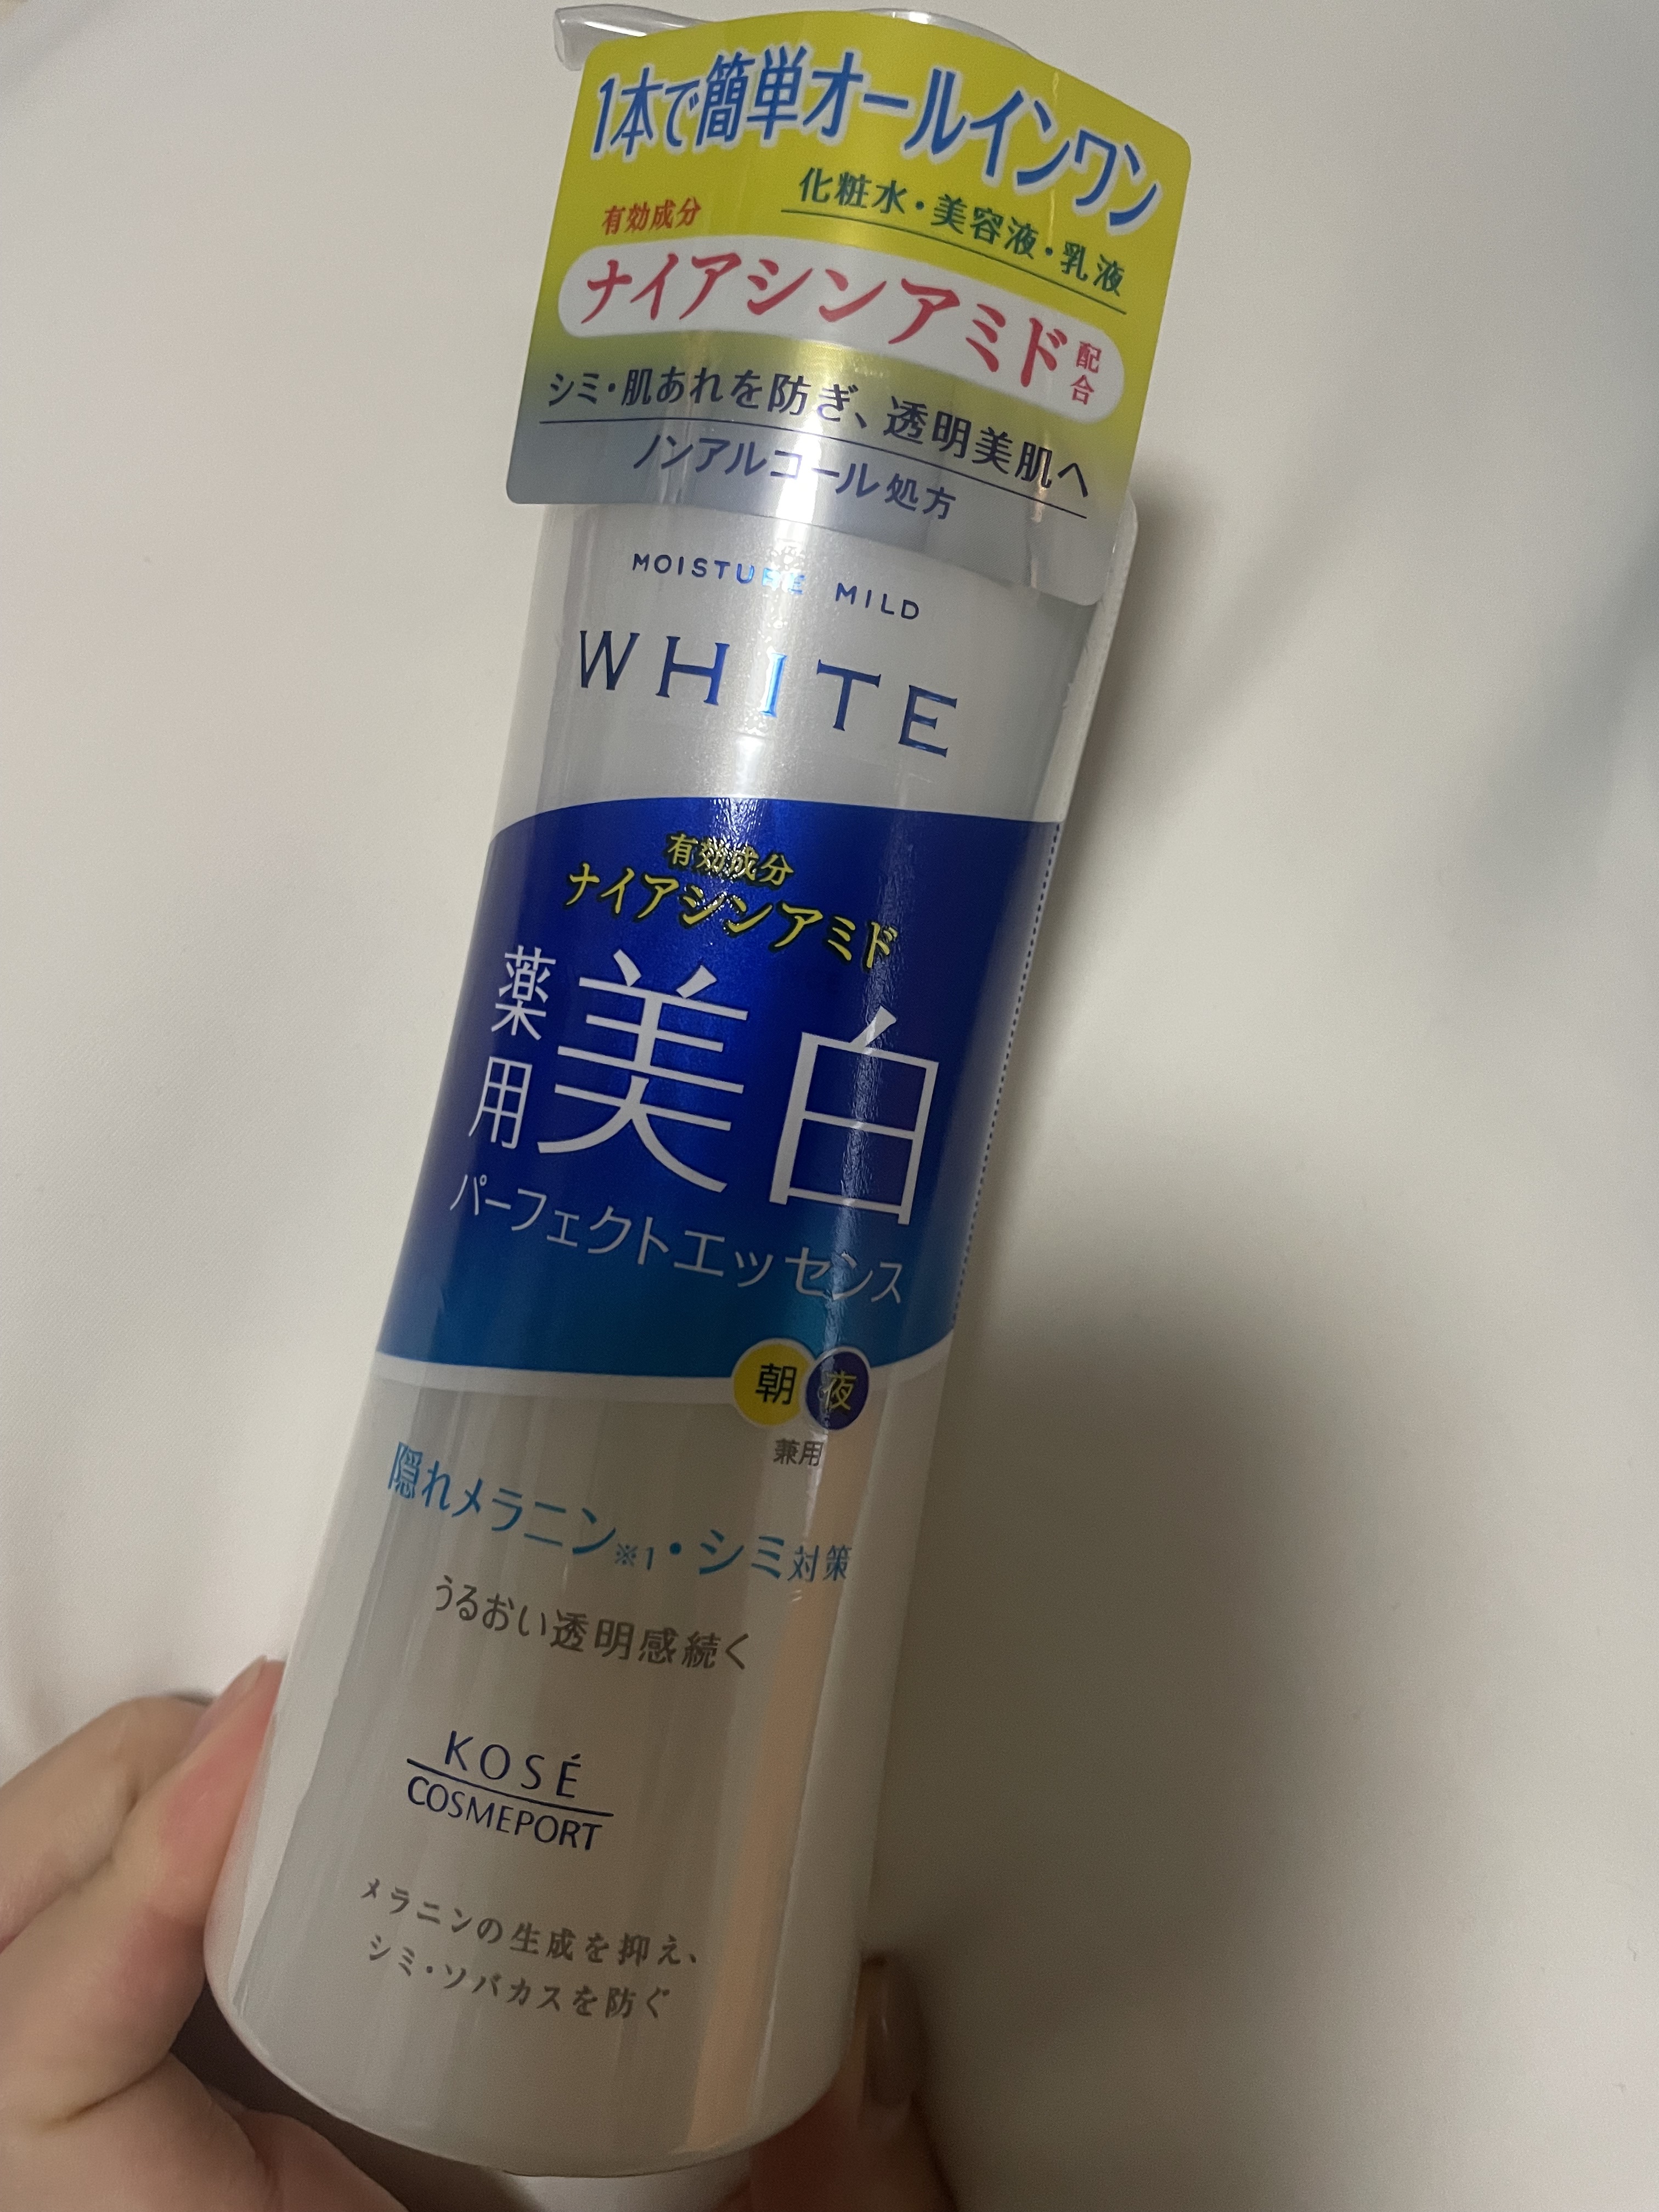 1本で簡単オールインワン
化粧水・美容液・乳液
有効成分
ナイアシンアミド配合
シミ・肌あれを防ぎ、透明美肌へ
ノンアルコール処方
MOISTURE MILD
WHITE
有効成分
ナイアシンアミド
薬用美白
パーフェクトエッセンス
朝 夜
兼用
隠れメラニン※1・シミ対策
うるおい透明感続く
KOSÉ
COSMEPORT
メラニンの生成を抑え、
シミ・ソバカスを防ぐ